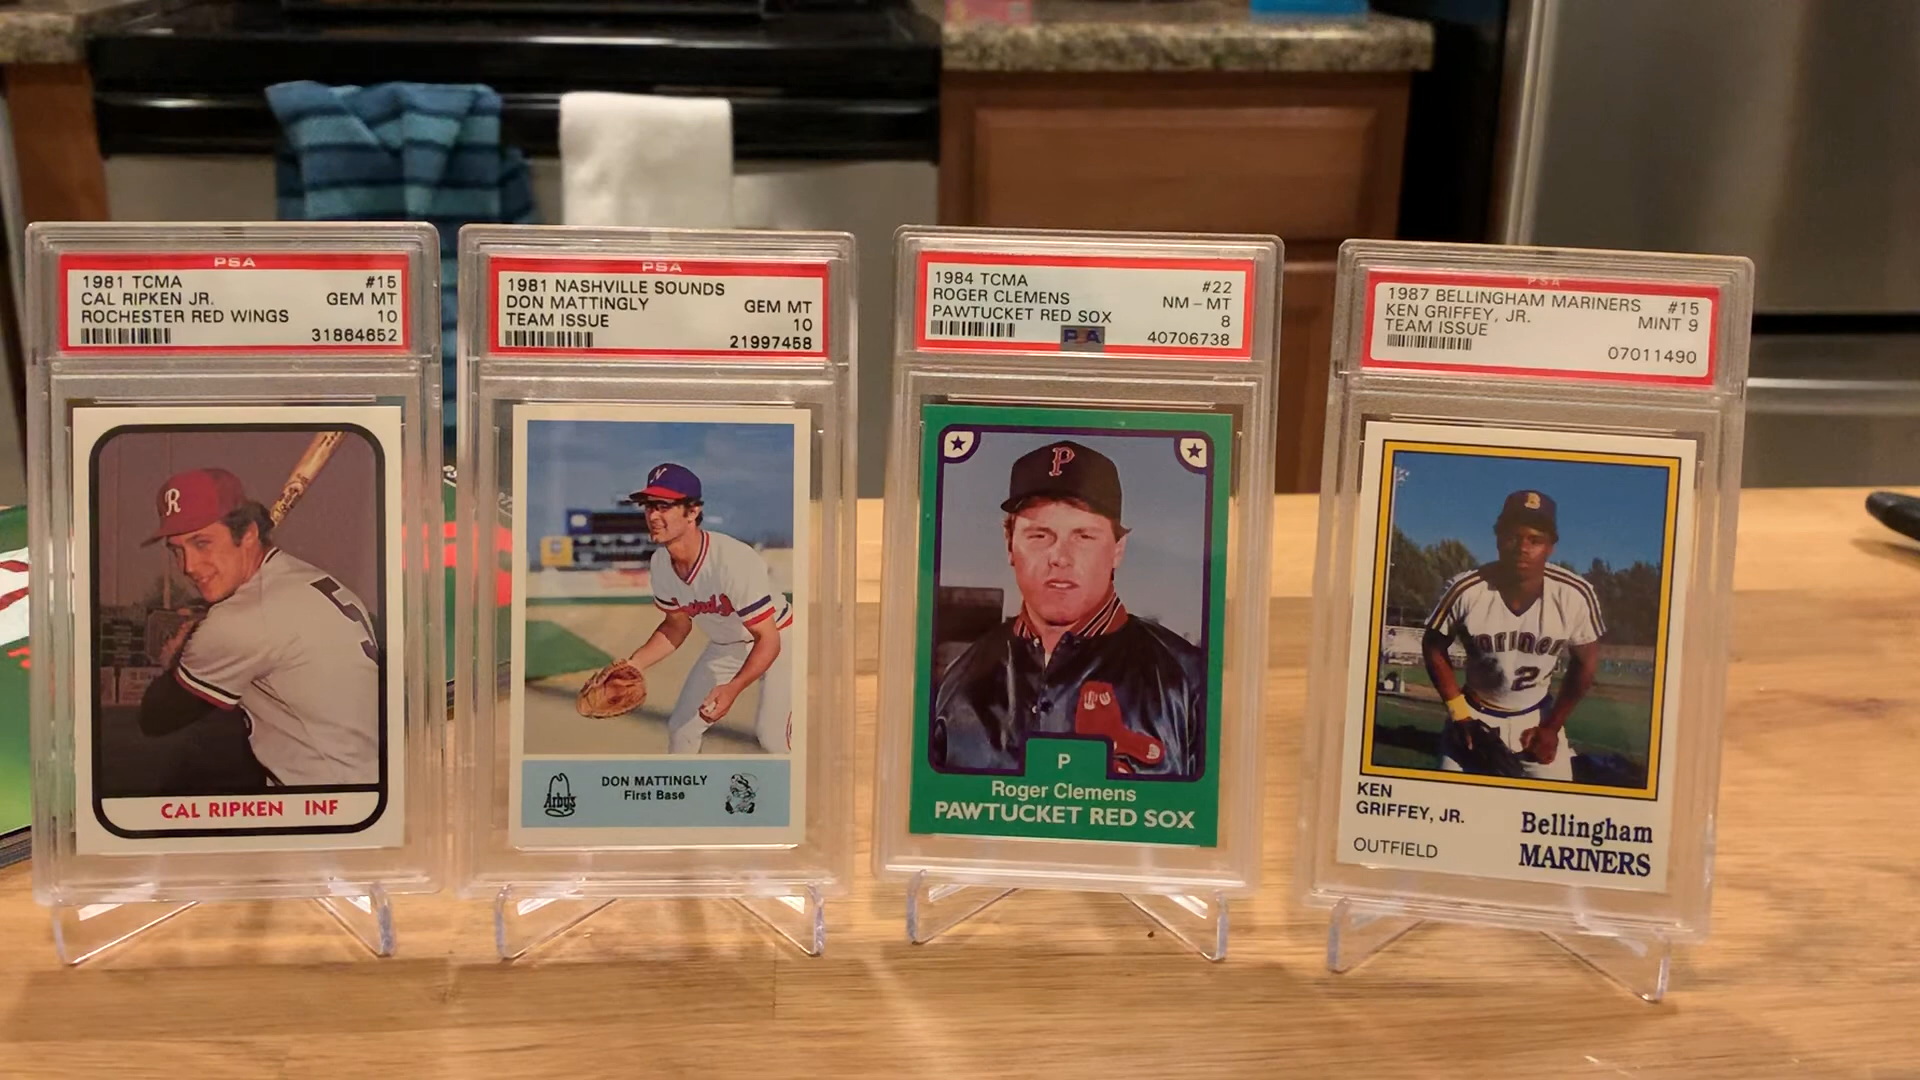 PSA
1981 TCMA #15
CAL RIPKEN JR. GEM MT
ROCHESTER RED WINGS 10
31864652
R
5
CAL RIPKEN INF
PSA
1981 NASHVILLE SOUNDS
DON MATTINGLY GEM MT
TEAM ISSUE 10
21997458
N
Arby's
DON MATTINGLY
First Base
1984 TCMA #22
ROGER CLEMENS NM-MT
PAWTUCKET RED SOX 8
PSA
40706738
P
P
Roger Clemens
PAWTUCKET RED SOX
PSA
1987 BELLINGHAM MARINERS #15
KEN GRIFFEY, JR. MINT 9
TEAM ISSUE
07011490
B
2
KEN
GRIFFEY, JR.
OUTFIELD
Bellingham
MARINERS